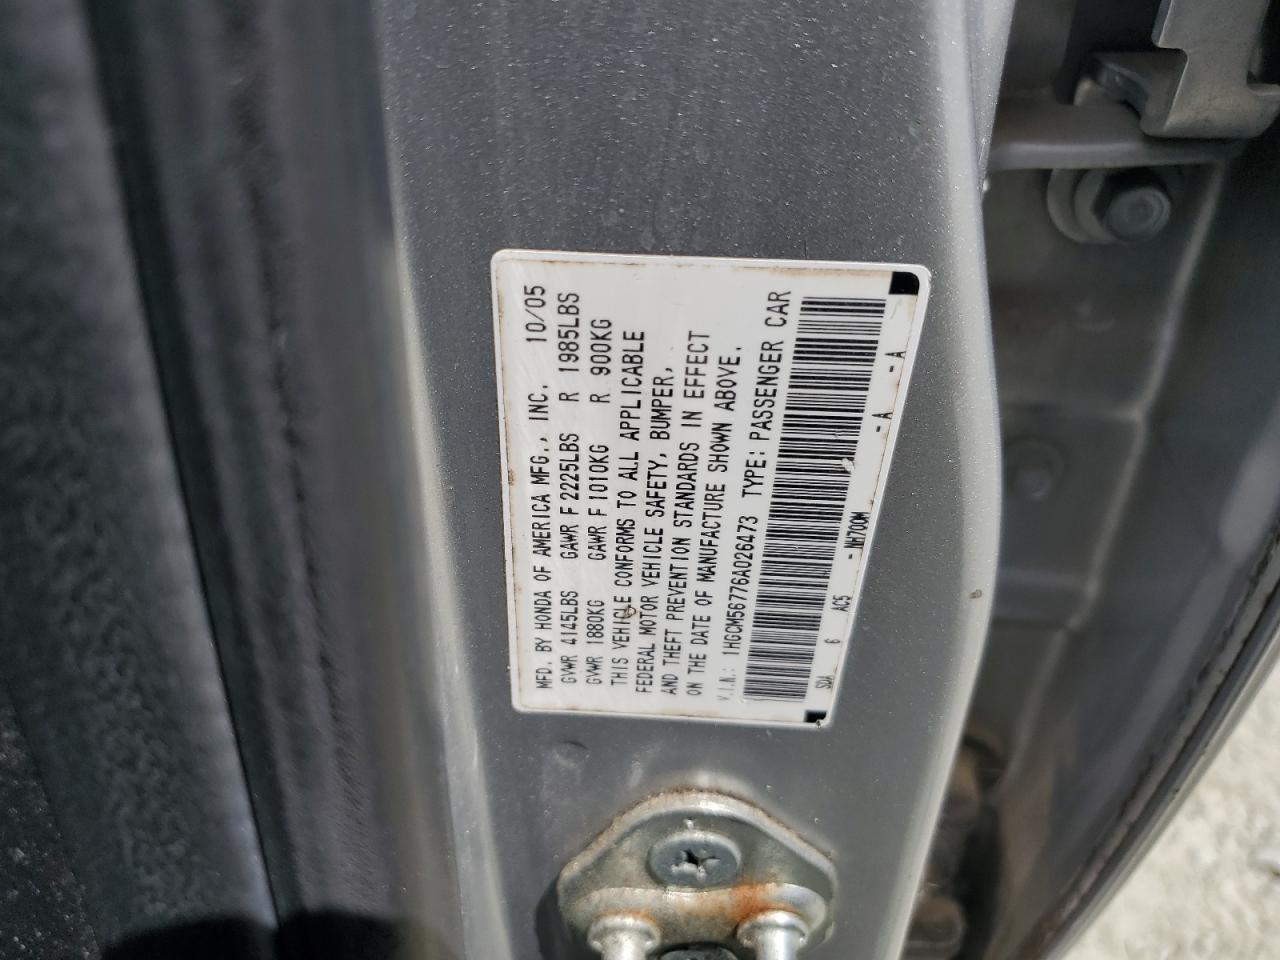 MFD. BY HONDA OF AMERICA MFG., INC. 10/05
GVWR 4145LBS GAWR F 2225LBS R 1985LBS
GVWR 1880KG GAWR F 1010KG R 900KG
THIS VEHICLE CONFORMS TO ALL APPLICABLE
FEDERAL MOTOR VEHICLE SAFETY, BUMPER,
AND THEFT PREVENTION STANDARDS IN EFFECT
ON THE DATE OF MANUFACTURE SHOWN ABOVE.
V.I.N.: 1HGCM56776A026473 TYPE: PASSENGER CAR
SDA 6 AC5 - NH700M - A - A